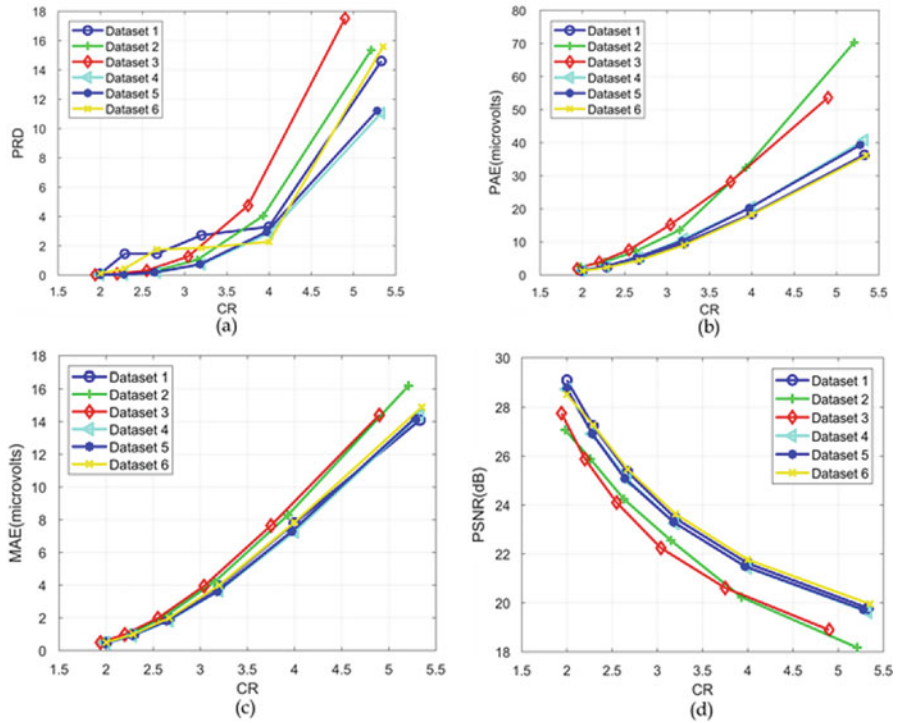 18
16
14
12
10
8
6
4
2
0
PRD
Dataset 1
Dataset 2
Dataset 3
Dataset 4
Dataset 5
Dataset 6
1.5 2 2.5 3 3.5 4 4.5 5 5.5
CR
(a)
80
70
60
50
40
30
20
10
0
PAE(microvolts)
Dataset 1
Dataset 2
Dataset 3
Dataset 4
Dataset 5
Dataset 6
1.5 2 2.5 3 3.5 4 4.5 5 5.5
CR
(b)
18
16
14
12
10
8
6
4
2
0
MAE(microvolts)
Dataset 1
Dataset 2
Dataset 3
Dataset 4
Dataset 5
Dataset 6
1.5 2 2.5 3 3.5 4 4.5 5 5.5
CR
(c)
30
28
26
24
22
20
18
PSNR(dB)
Dataset 1
Dataset 2
Dataset 3
Dataset 4
Dataset 5
Dataset 6
1.5 2 2.5 3 3.5 4 4.5 5 5.5
CR
(d)